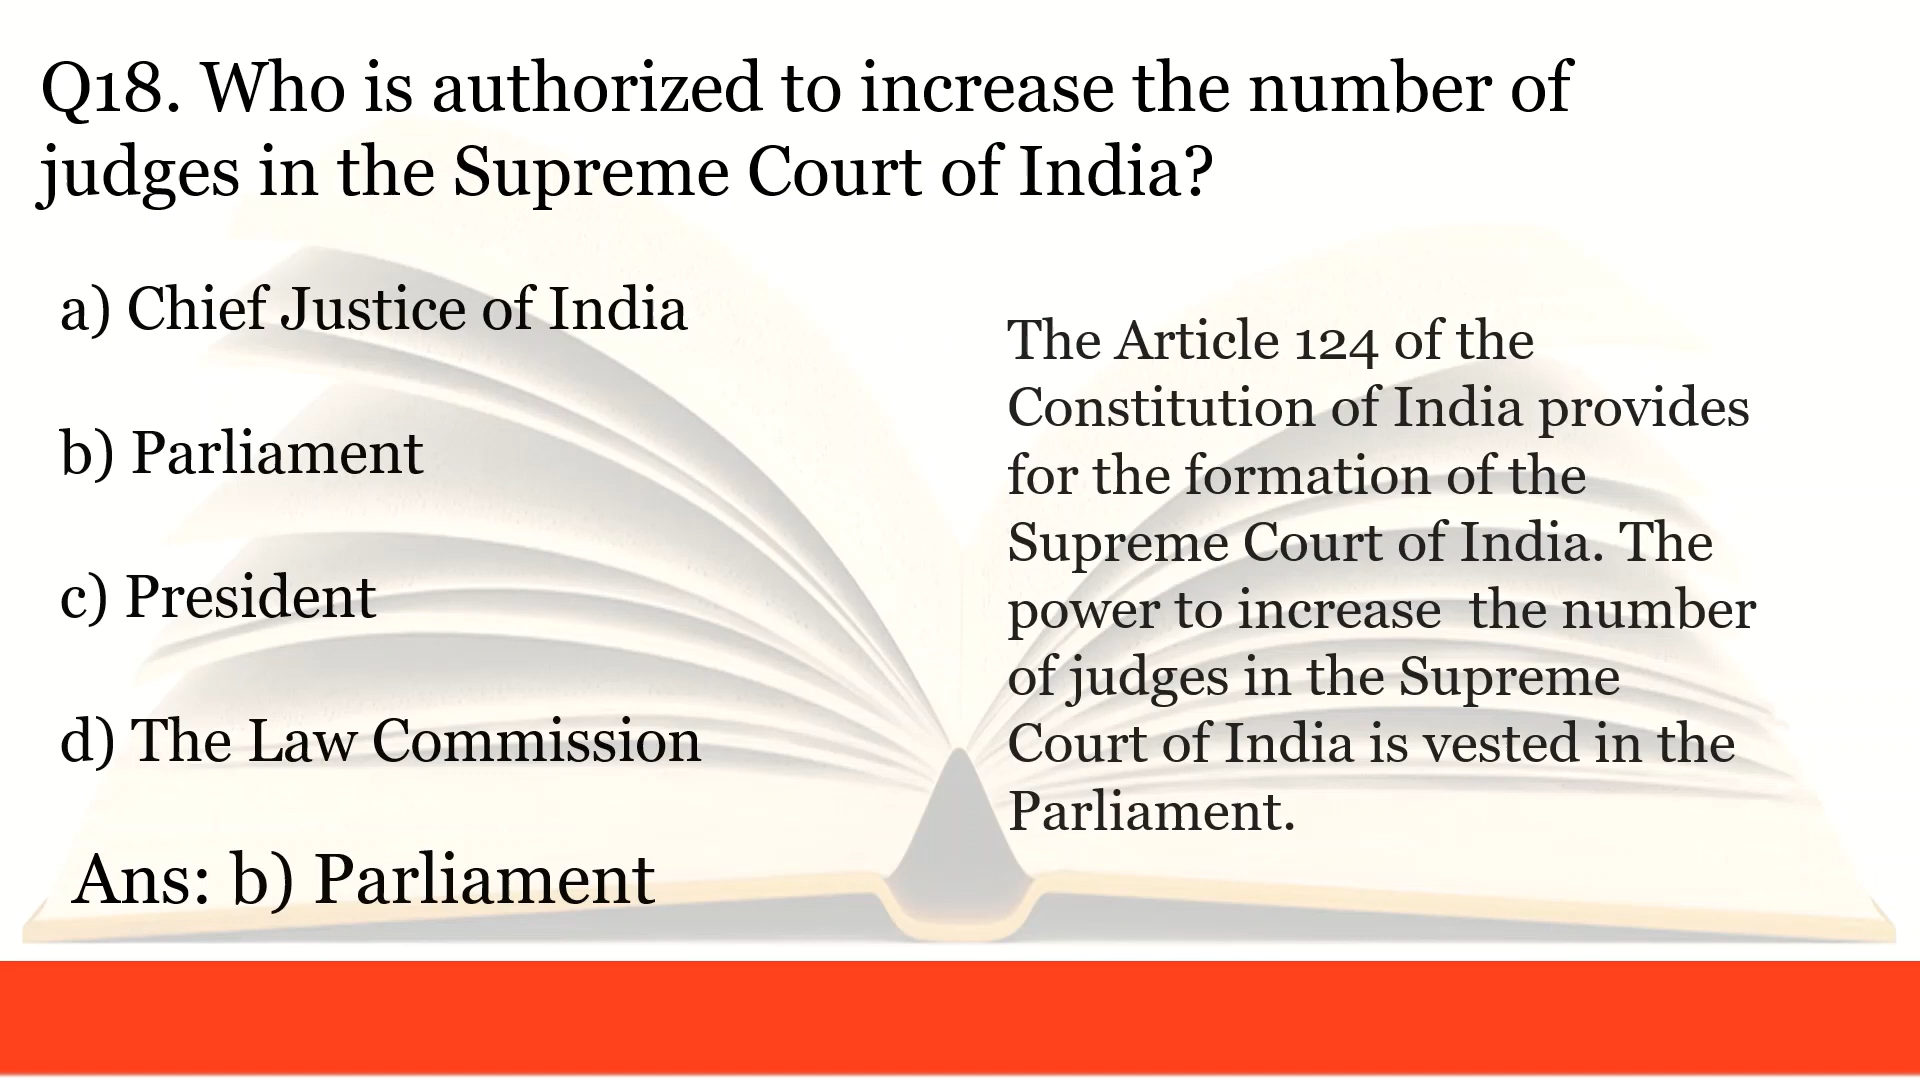 Q18. Who is authorized to increase the number of
judges in the Supreme Court of India?
a) Chief Justice of India
b) Parliament
c) President
d) The Law Commission
Ans: b) Parliament
The Article 124 of the
Constitution of India provides
for the formation of the
Supreme Court of India. The
power to increase  the number
of judges in the Supreme
Court of India is vested in the
Parliament.